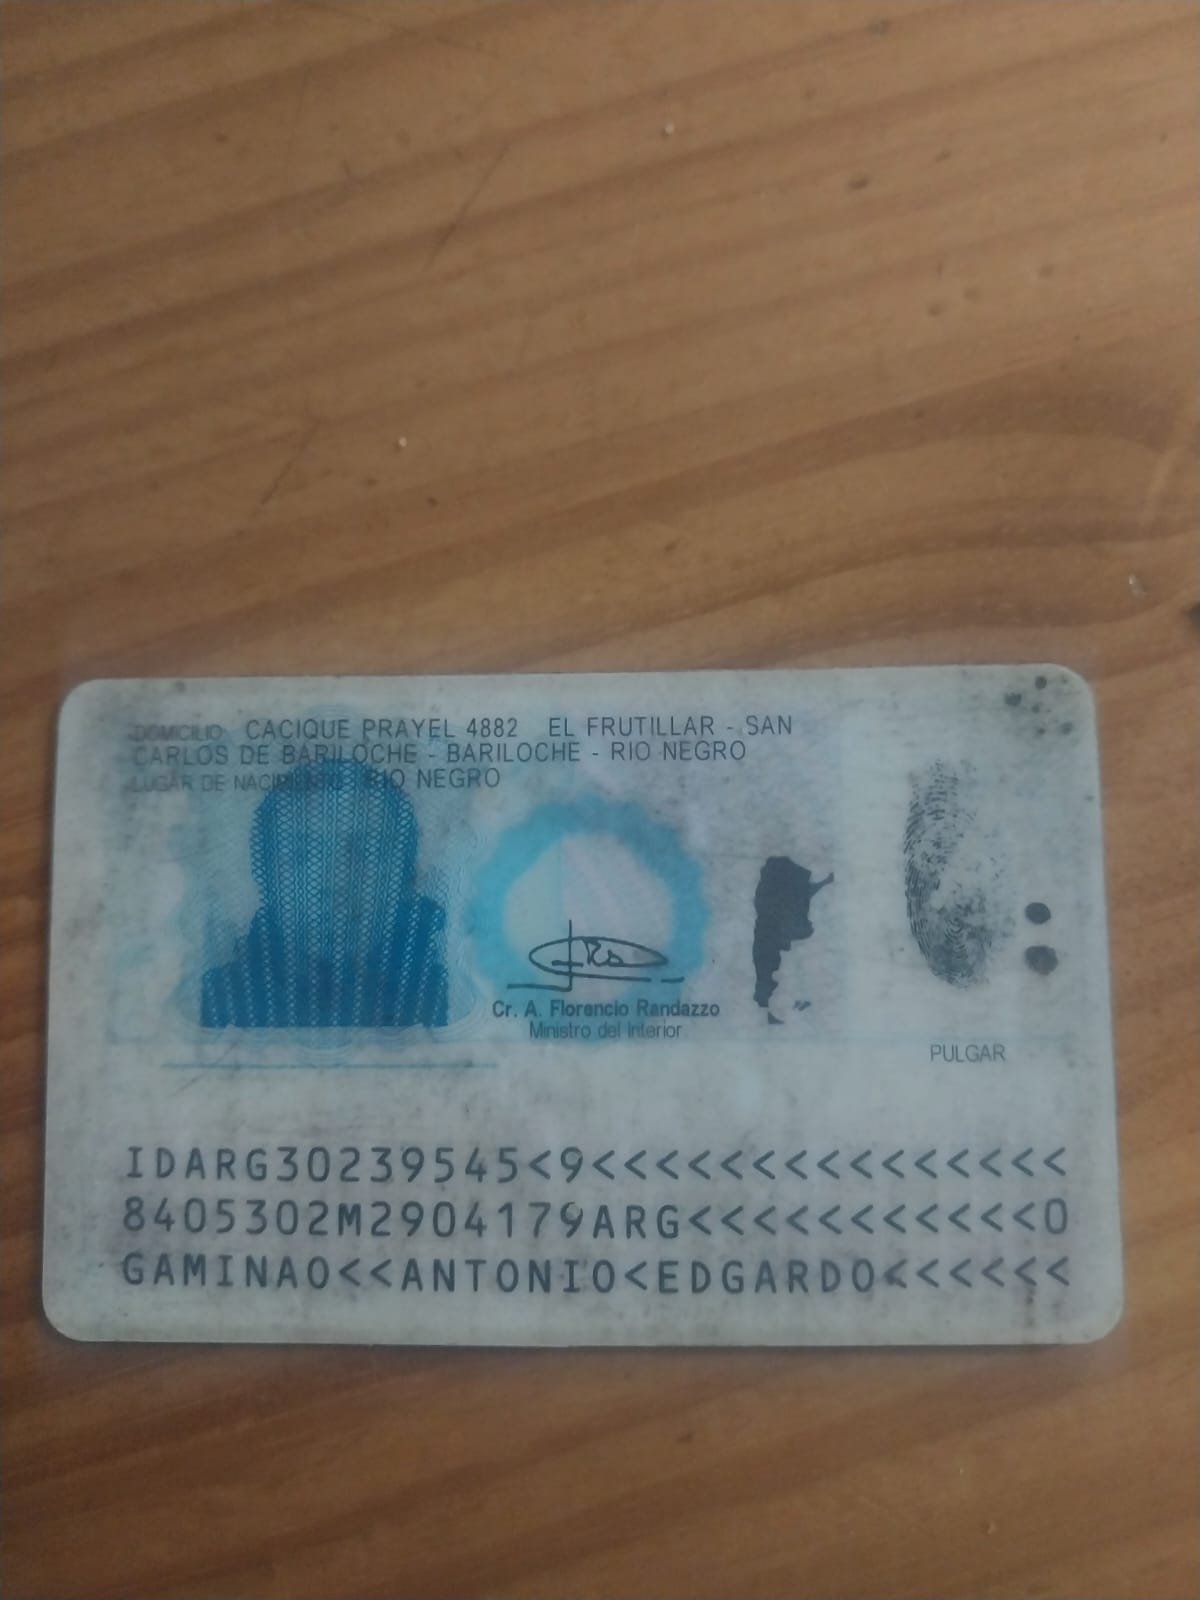 DOMICILIO: CACIQUE PRAYEL 4882 EL FRUTILLAR - SAN
CARLOS DE BARILOCHE - BARILOCHE - RIO NEGRO
LUGAR DE NACIMIENTO: RIO NEGRO
Cr. A. Florencio Randazzo
Ministro del Interior
PULGAR
IDARG30239545<9<<<<<<<<<<<<<<<
8405302M2904179ARG<<<<<<<<<<<0
GAMINAO<<ANTONIO<EDGARDO<<<<<<